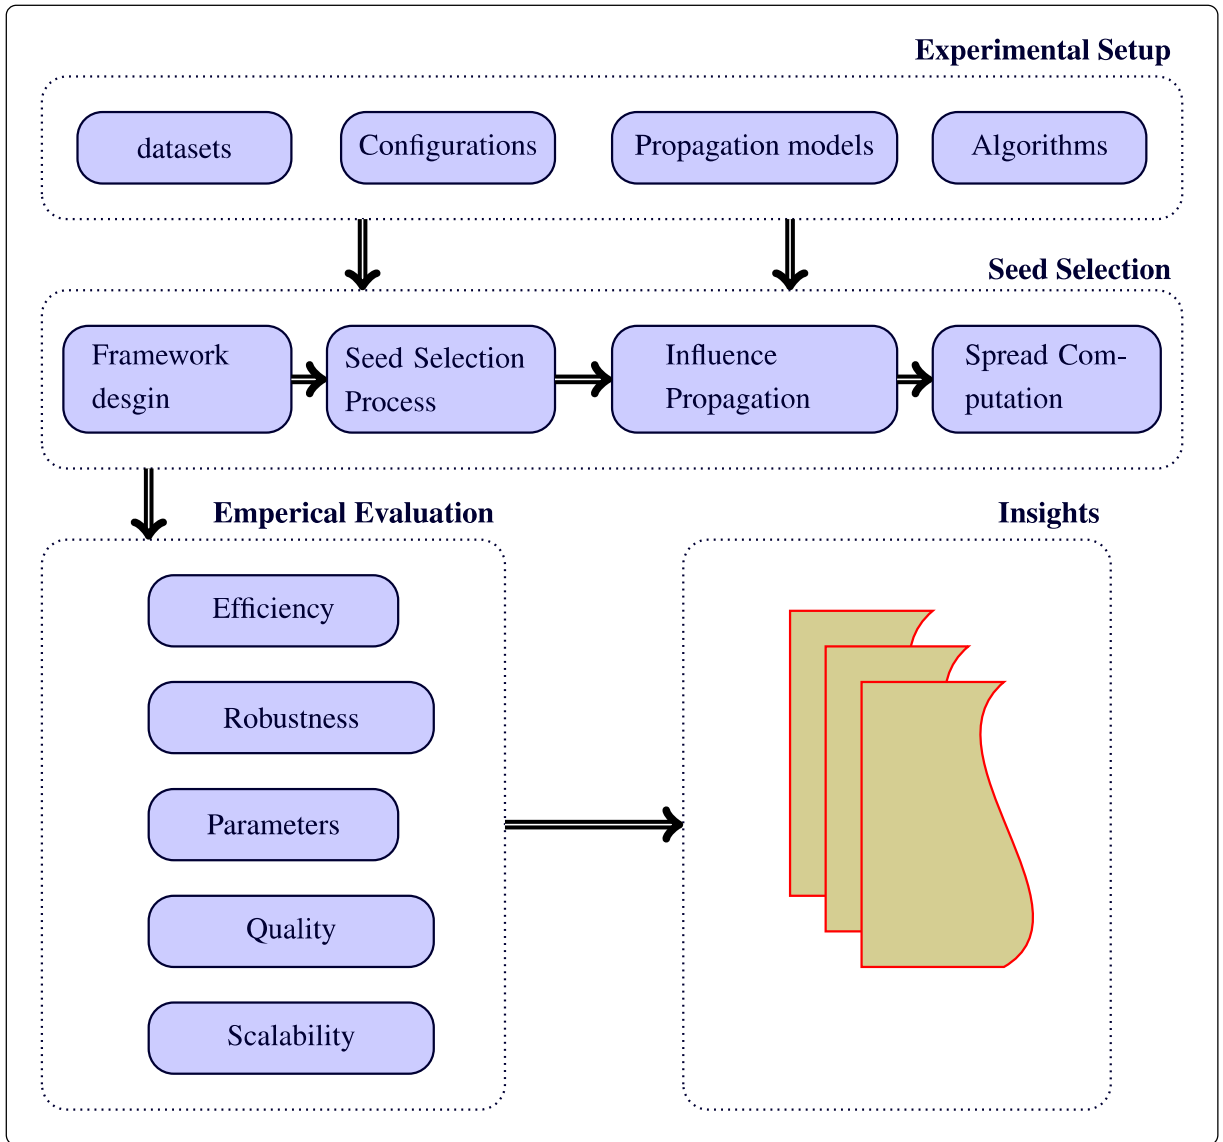 Experimental Setup
datasets
Configurations
Propagation models
Algorithms
Seed Selection
Framework
desgin
Seed Selection
Process
Influence
Propagation
Spread Com-
putation
Emperical Evaluation
Insights
Efficiency
Robustness
Parameters
Quality
Scalability